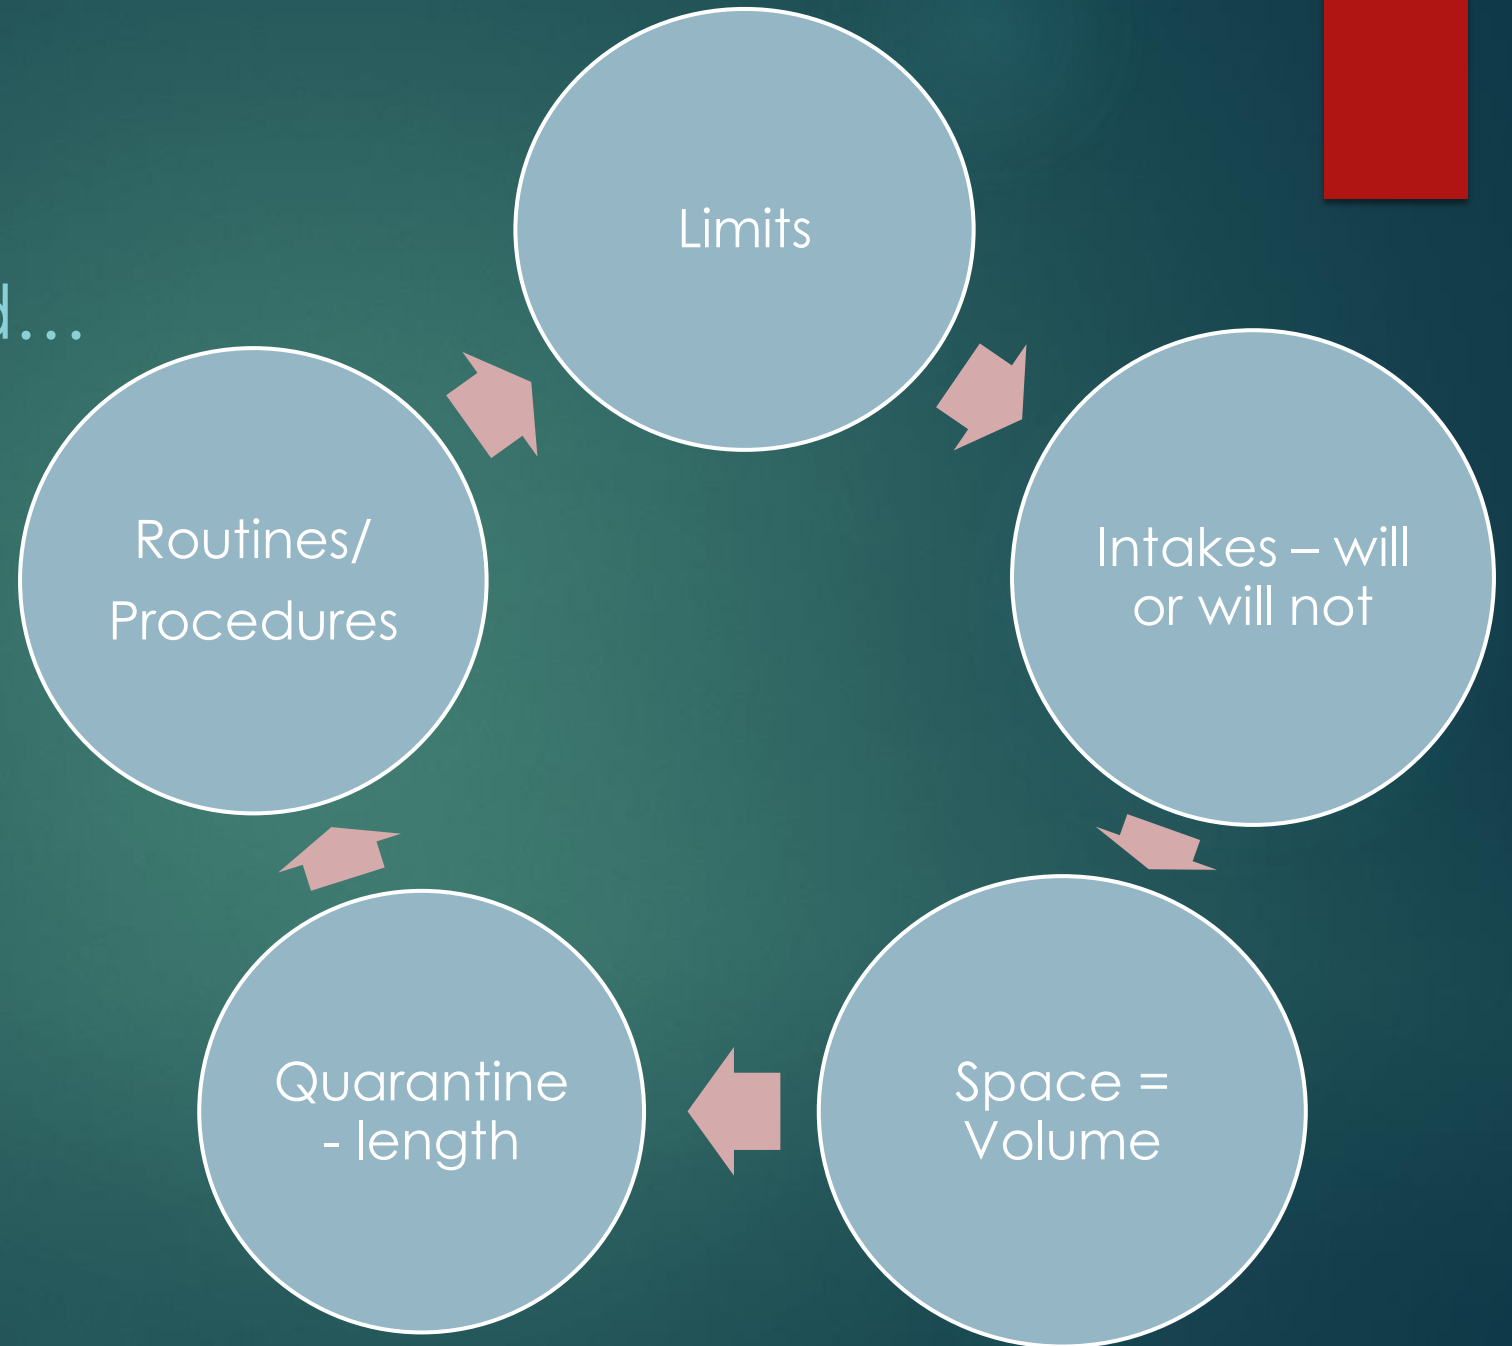 Limits
Intakes – will
or will not
Space =
Volume
Quarantine
- length
Routines/
Procedures